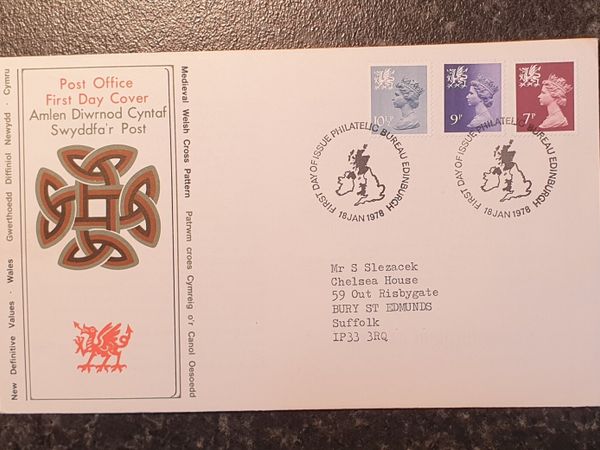 New Definitive Values · Wales · Gwerthoedd Diffiniol Newydd · Cymru
Post Office
First Day Cover
Amlen Diwrnod Cyntaf
Swyddfa'r Post
Medieval Welsh Cross Pattern Patrwm croes Cymreig o'r Canol Oesoedd
10½P
9P
7P
FIRST DAY OF ISSUE PHILATELIC BUREAU EDINBURGH
18 JAN 1978
FIRST DAY OF ISSUE PHILATELIC BUREAU EDINBURGH
18 JAN 1978
Mr S Slezacek
Chelsea House
59 Out Risbygate
BURY ST EDMUNDS
Suffolk
IP33 3RQ